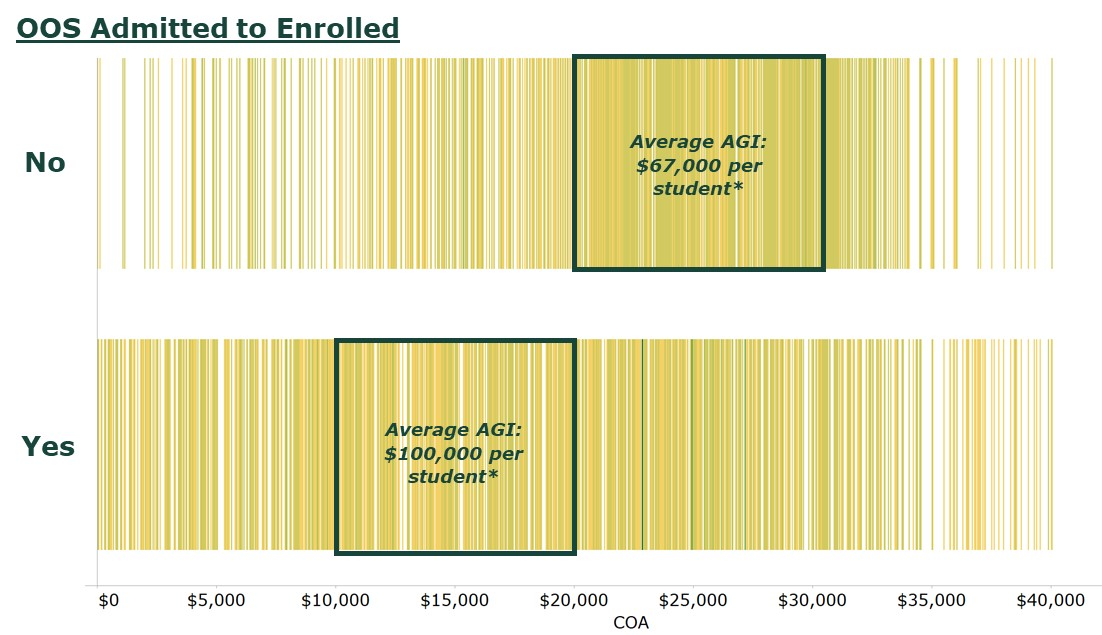 OOS Admitted to Enrolled
No
Average AGI:
$67,000 per
student*
Yes
Average AGI:
$100,000 per
student*
$0 $5,000 $10,000 $15,000 $20,000 $25,000 $30,000 $35,000 $40,000
COA